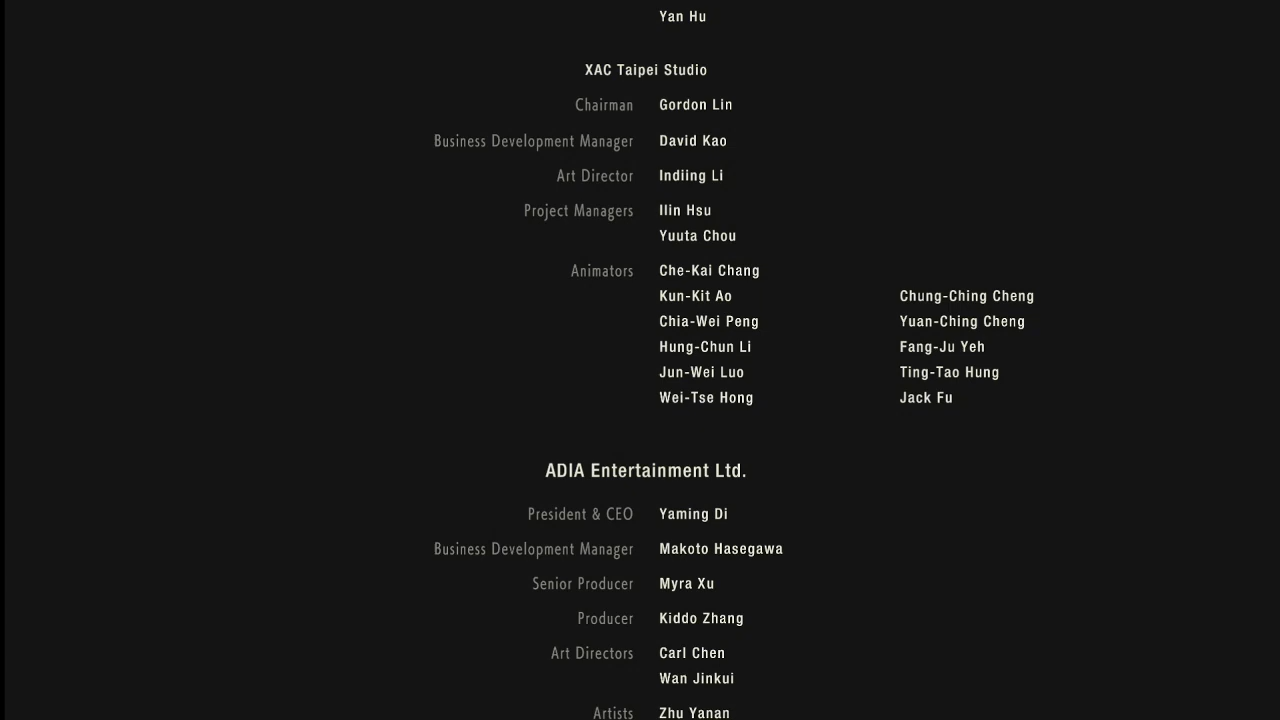 Yan Hu
XAC Taipei Studio
Chairman Gordon Lin
Business Development Manager David Kao
Art Director Indiing Li
Project Managers Ilin Hsu
Yuuta Chou
Animators Che-Kai Chang
Kun-Kit Ao Chung-Ching Cheng
Chia-Wei Peng Yuan-Ching Cheng
Hung-Chun Li Fang-Ju Yeh
Jun-Wei Luo Ting-Tao Hung
Wei-Tse Hong Jack Fu
ADIA Entertainment Ltd.
President & CEO Yaming Di
Business Development Manager Makoto Hasegawa
Senior Producer Myra Xu
Producer Kiddo Zhang
Art Directors Carl Chen
Wan Jinkui
Artists Zhu Yanan